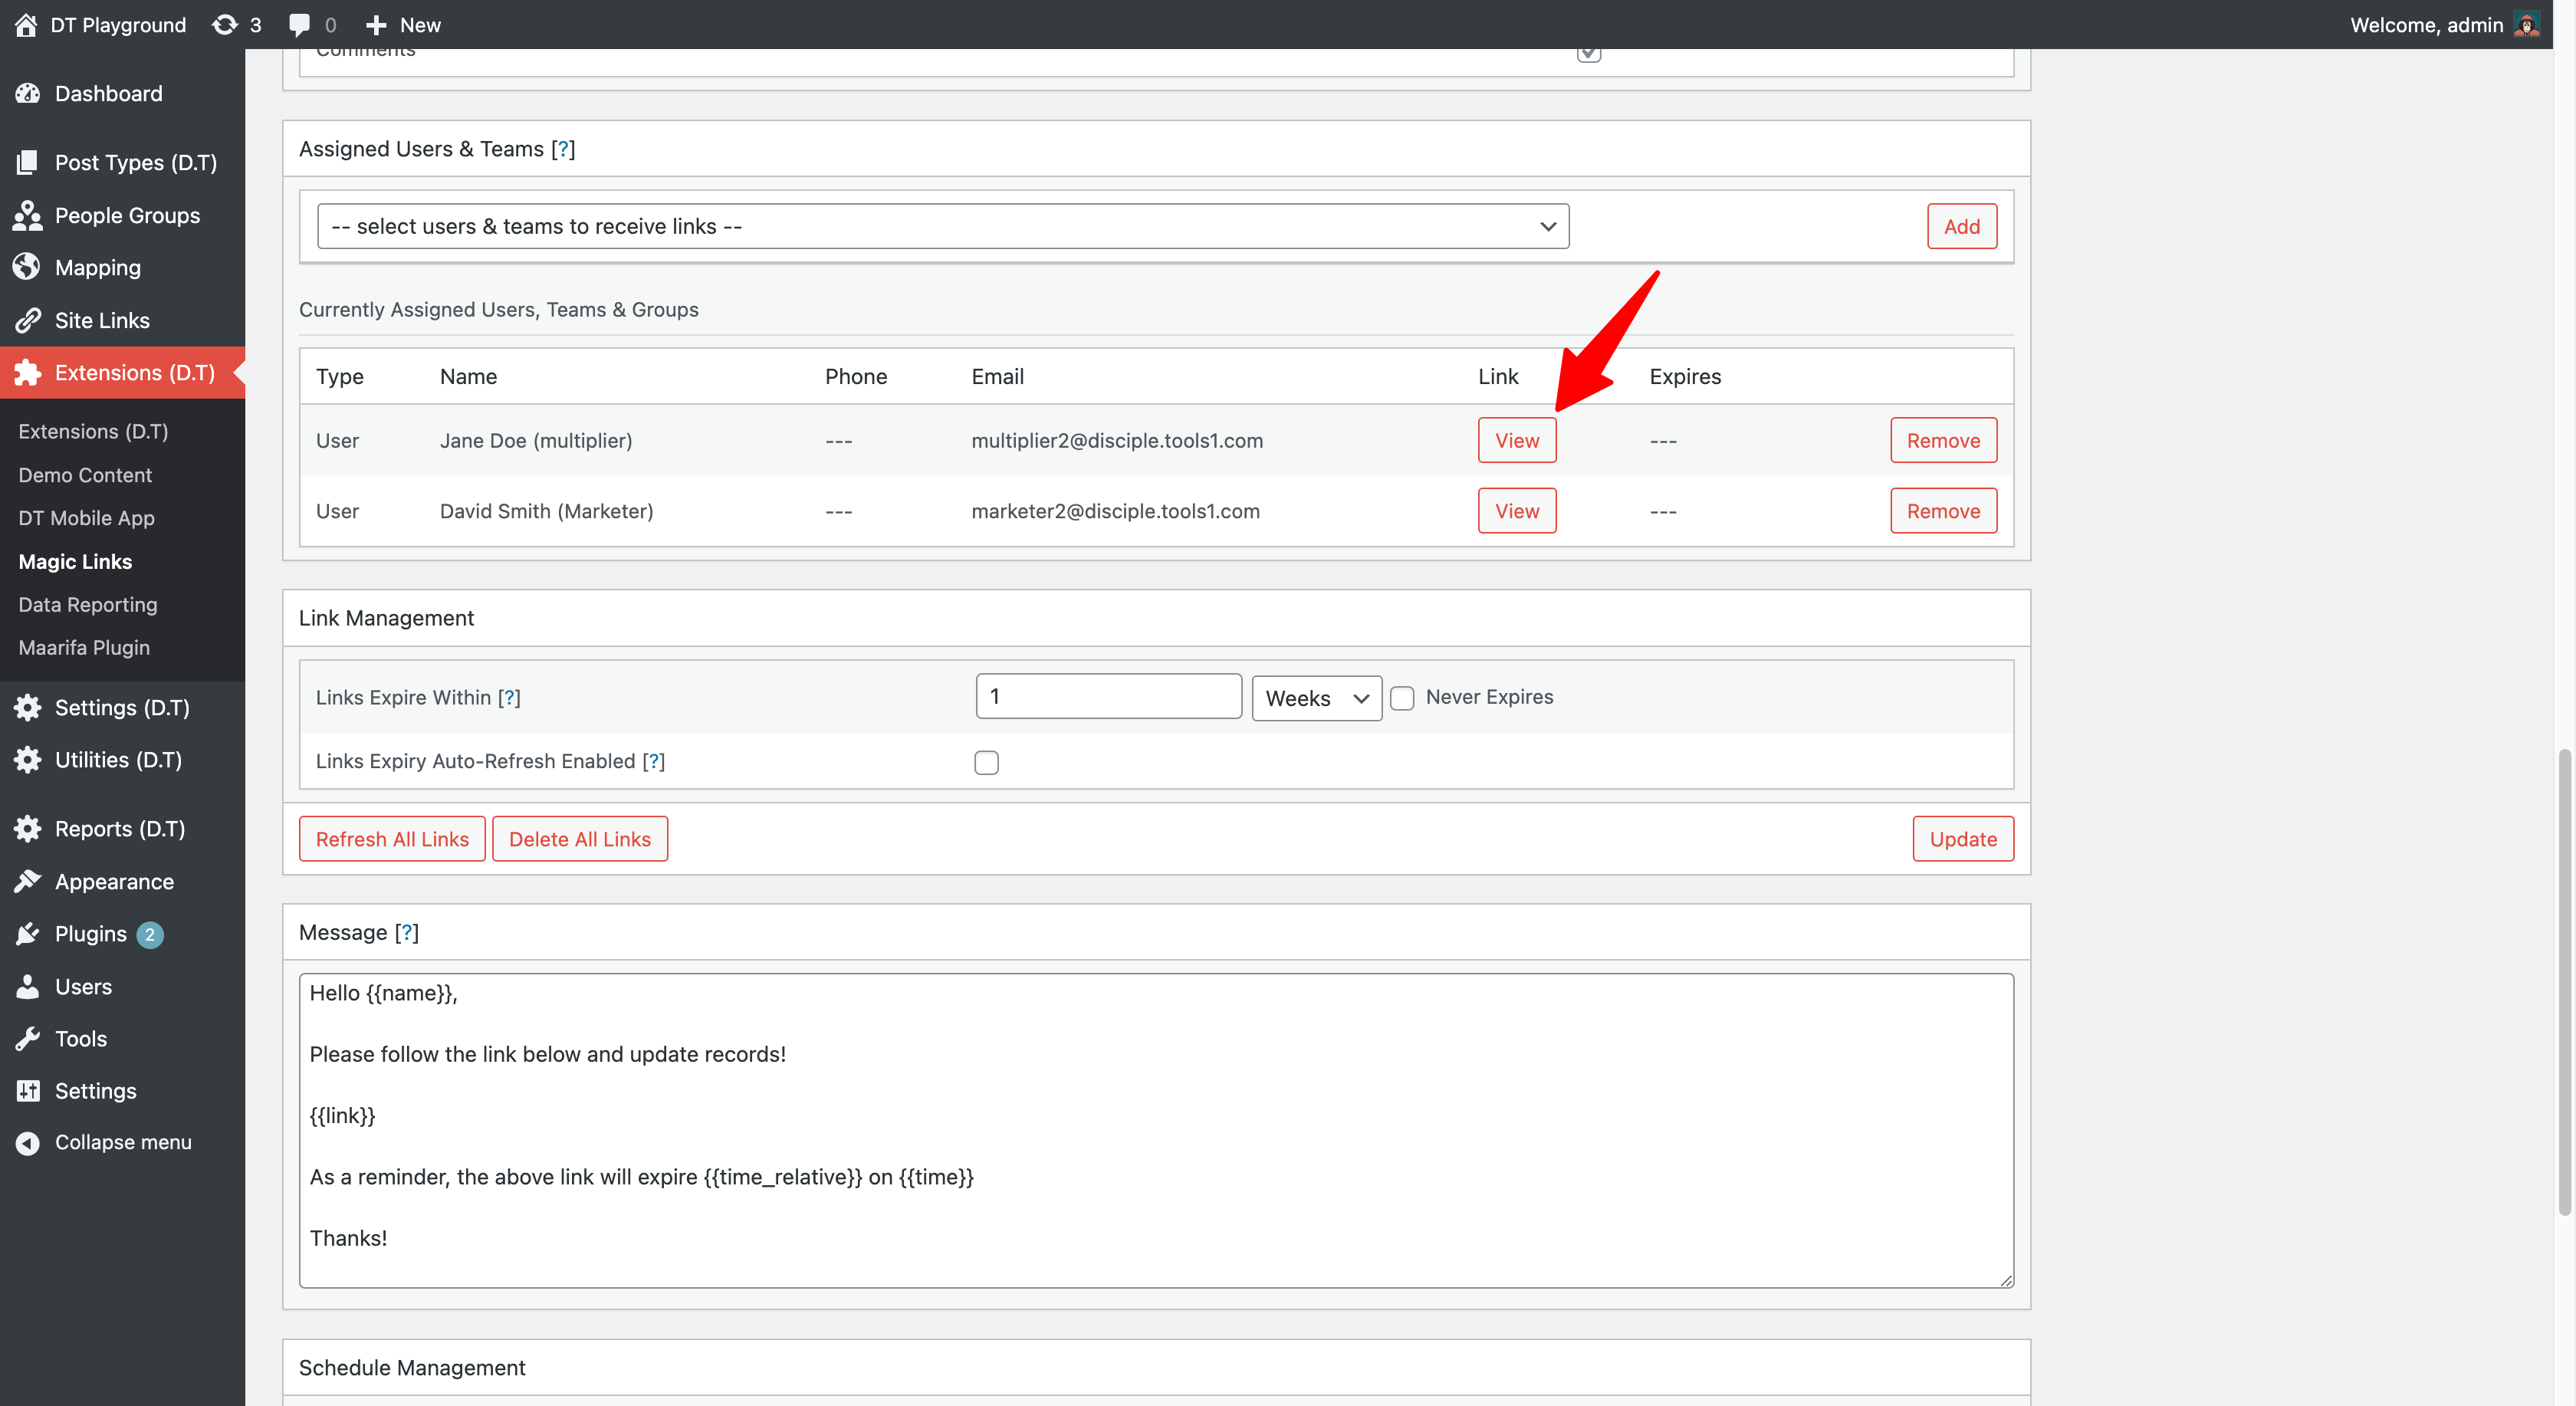 DT Playground
3
0
New
Welcome, admin
Dashboard
Post Types (D.T)
People Groups
Mapping
Site Links
Extensions (D.T)
Extensions (D.T)
Demo Content
DT Mobile App
Magic Links
Data Reporting
Maarifa Plugin
Settings (D.T)
Utilities (D.T)
Reports (D.T)
Appearance
Plugins 2
Users
Tools
Settings
Collapse menu
Comments
Assigned Users & Teams [?]
-- select users & teams to receive links --
Add
Currently Assigned Users, Teams & Groups
Type Name Phone Email Link Expires
User Jane Doe (multiplier) --- multiplier2@disciple.tools1.com View --- Remove
User David Smith (Marketer) --- marketer2@disciple.tools1.com View --- Remove
Link Management
Links Expire Within [?] 1 Weeks Never Expires
Links Expiry Auto-Refresh Enabled [?]
Refresh All Links Delete All Links Update
Message [?]
Hello {{name}},
Please follow the link below and update records!
{{link}}
As a reminder, the above link will expire {{time_relative}} on {{time}}
Thanks!
Schedule Management